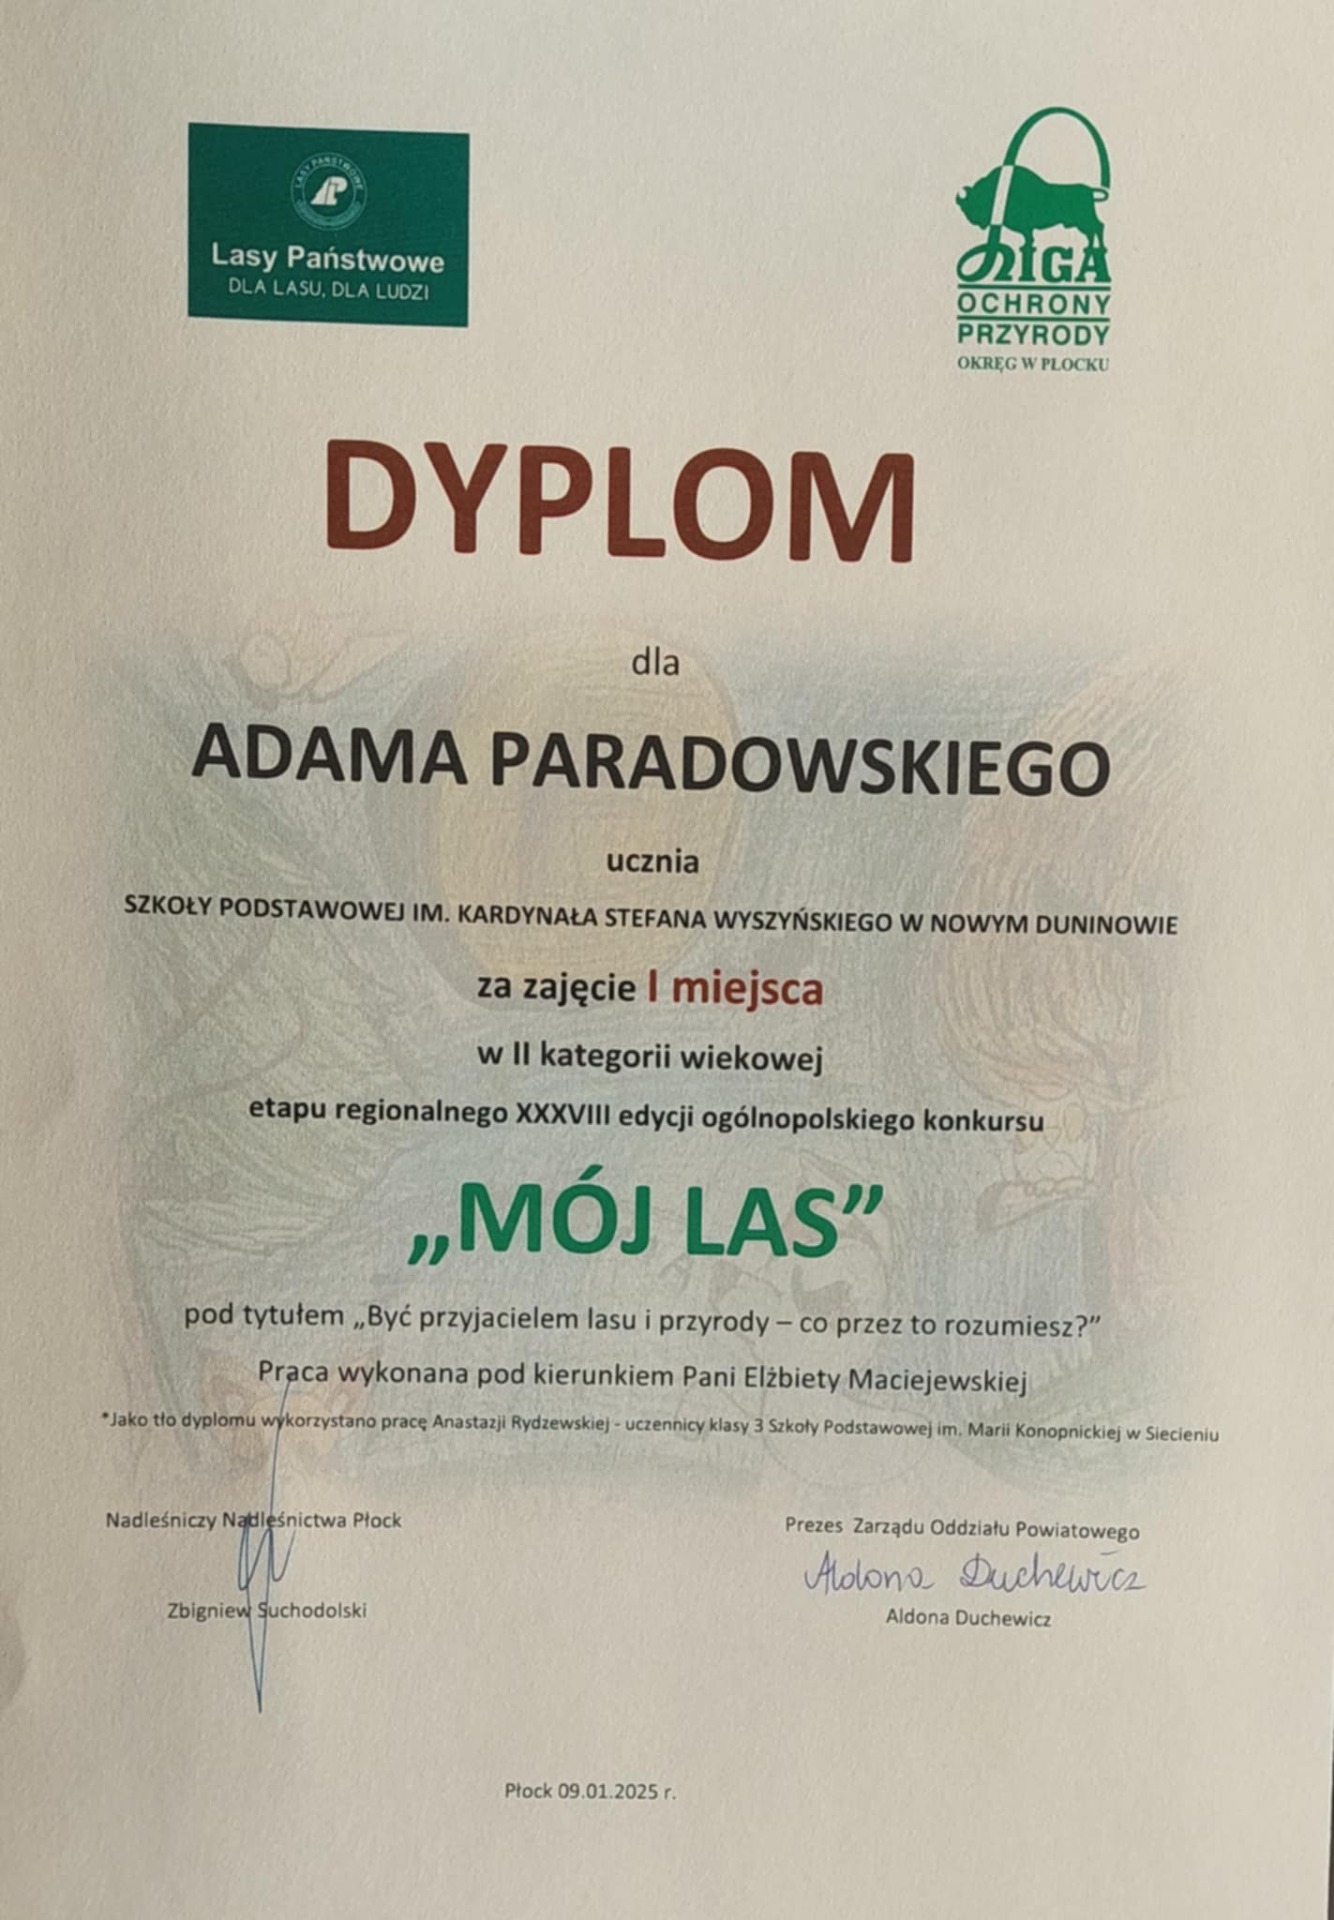 LASY PAŃSTWOWE
Lasy Państwowe
DLA LASU, DLA LUDZI
LIGA
OCHRONY
PRZYRODY
OKRĘG W PŁOCKU
DYPLOM
dla
ADAMA PARADOWSKIEGO
ucznia
SZKOŁY PODSTAWOWEJ IM. KARDYNAŁA STEFANA WYSZYŃSKIEGO W NOWYM DUNINOWIE
za zajęcie I miejsca
w II kategorii wiekowej
etapu regionalnego XXXVIII edycji ogólnopolskiego konkursu
„MÓJ LAS”
pod tytułem „Być przyjacielem lasu i przyrody – co przez to rozumiesz?”
Praca wykonana pod kierunkiem Pani Elżbiety Maciejewskiej
*Jako tło dyplomu wykorzystano pracę Anastazji Rydzewskiej - uczennicy klasy 3 Szkoły Podstawowej im. Marii Konopnickiej w Siecieniu
Nadleśniczy Nadleśnictwa Płock
Zbigniew Suchodolski
Prezes Zarządu Oddziału Powiatowego
Aldona Duchewicz
Aldona Duchewicz
Płock 09.01.2025 r.